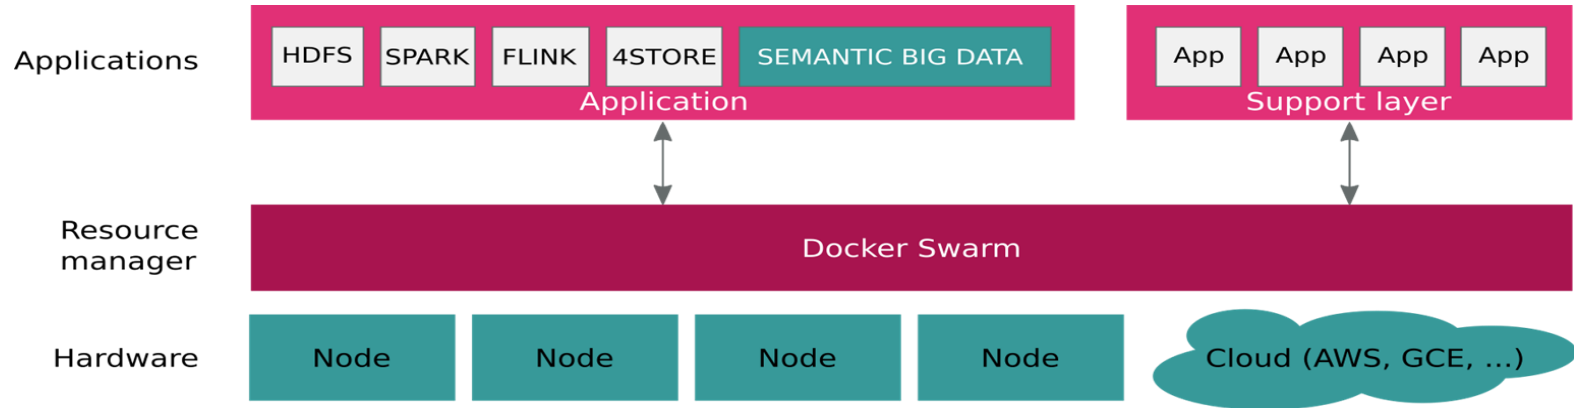 Applications
HDFS SPARK FLINK 4STORE SEMANTIC BIG DATA
Application
App App App App
Support layer
Resource
manager
Docker Swarm
Hardware
Node Node Node Node Cloud (AWS, GCE, ...)